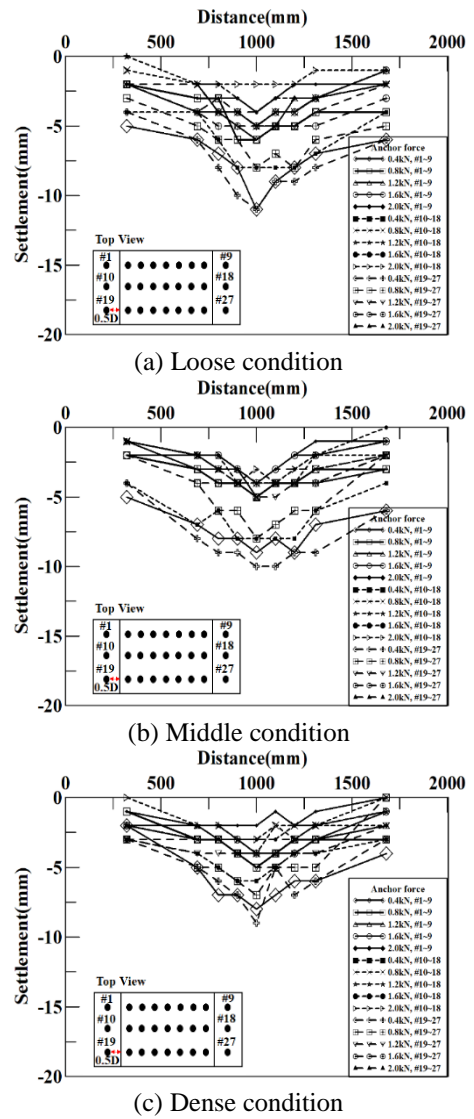 Distance(mm)
0 500 1000 1500 2000
0
-5
-10
-15
-20
Settlement(mm)
Anchor force
0.4kN, #1~9
0.8kN, #1~9
1.2kN, #1~9
1.6kN, #1~9
2.0kN, #1~9
0.4kN, #10~18
0.8kN, #10~18
1.2kN, #10~18
1.6kN, #10~18
2.0kN, #10~18
0.4kN, #19~27
0.8kN, #19~27
1.2kN, #19~27
1.6kN, #19~27
2.0kN, #19~27
Top View
#1 #9
#10 #18
#19 #27
0.5D
(a) Loose condition
Distance(mm)
0 500 1000 1500 2000
0
-5
-10
-15
-20
Settlement(mm)
Anchor force
0.4kN, #1~9
0.8kN, #1~9
1.2kN, #1~9
1.6kN, #1~9
2.0kN, #1~9
0.4kN, #10~18
0.8kN, #10~18
1.2kN, #10~18
1.6kN, #10~18
2.0kN, #10~18
0.4kN, #19~27
0.8kN, #19~27
1.2kN, #19~27
1.6kN, #19~27
2.0kN, #19~27
Top View
#1 #9
#10 #18
#19 #27
0.5D
(b) Middle condition
Distance(mm)
0 500 1000 1500 2000
0
-5
-10
-15
-20
Settlement(mm)
Anchor force
0.4kN, #1~9
0.8kN, #1~9
1.2kN, #1~9
1.6kN, #1~9
2.0kN, #1~9
0.4kN, #10~18
0.8kN, #10~18
1.2kN, #10~18
1.6kN, #10~18
2.0kN, #10~18
0.4kN, #19~27
0.8kN, #19~27
1.2kN, #19~27
1.6kN, #19~27
2.0kN, #19~27
Top View
#1 #9
#10 #18
#19 #27
0.5D
(c) Dense condition